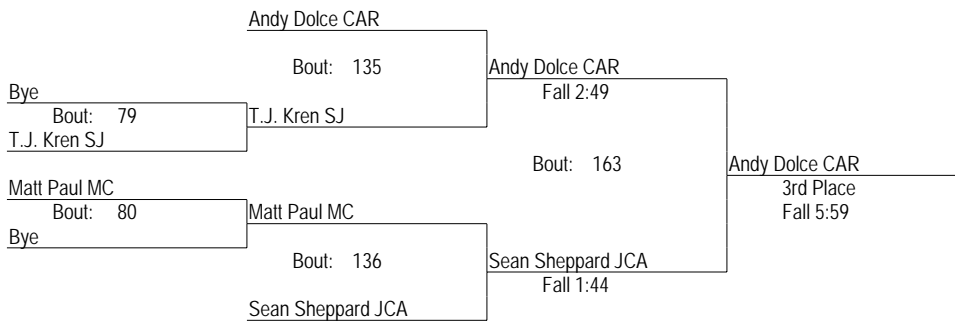 Andy Dolce CAR
Bout: 135
Andy Dolce CAR
Fall 2:49
Bye
Bout: 79
T.J. Kren SJ
T.J. Kren SJ
Bout: 163
Andy Dolce CAR
3rd Place
Fall 5:59
Matt Paul MC
Bout: 80
Matt Paul MC
Bye
Bout: 136
Sean Sheppard JCA
Fall 1:44
Sean Sheppard JCA